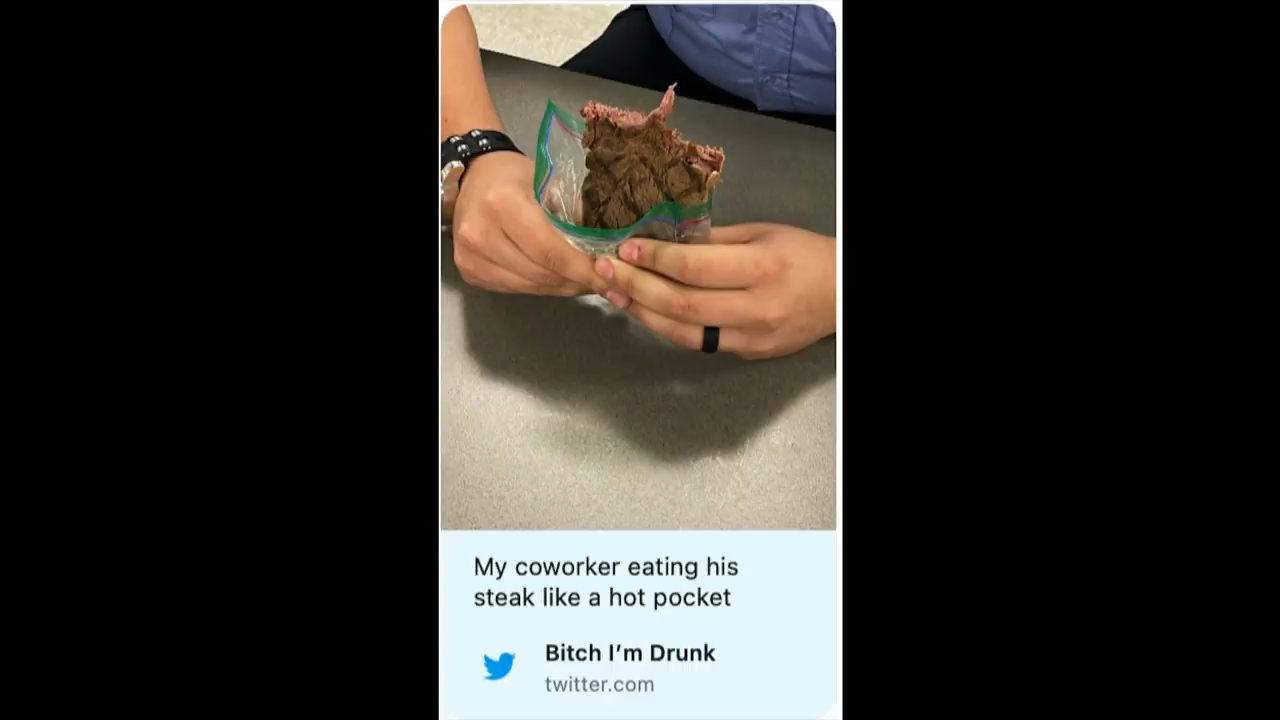 My coworker eating his
steak like a hot pocket
Bitch I’m Drunk
twitter.com